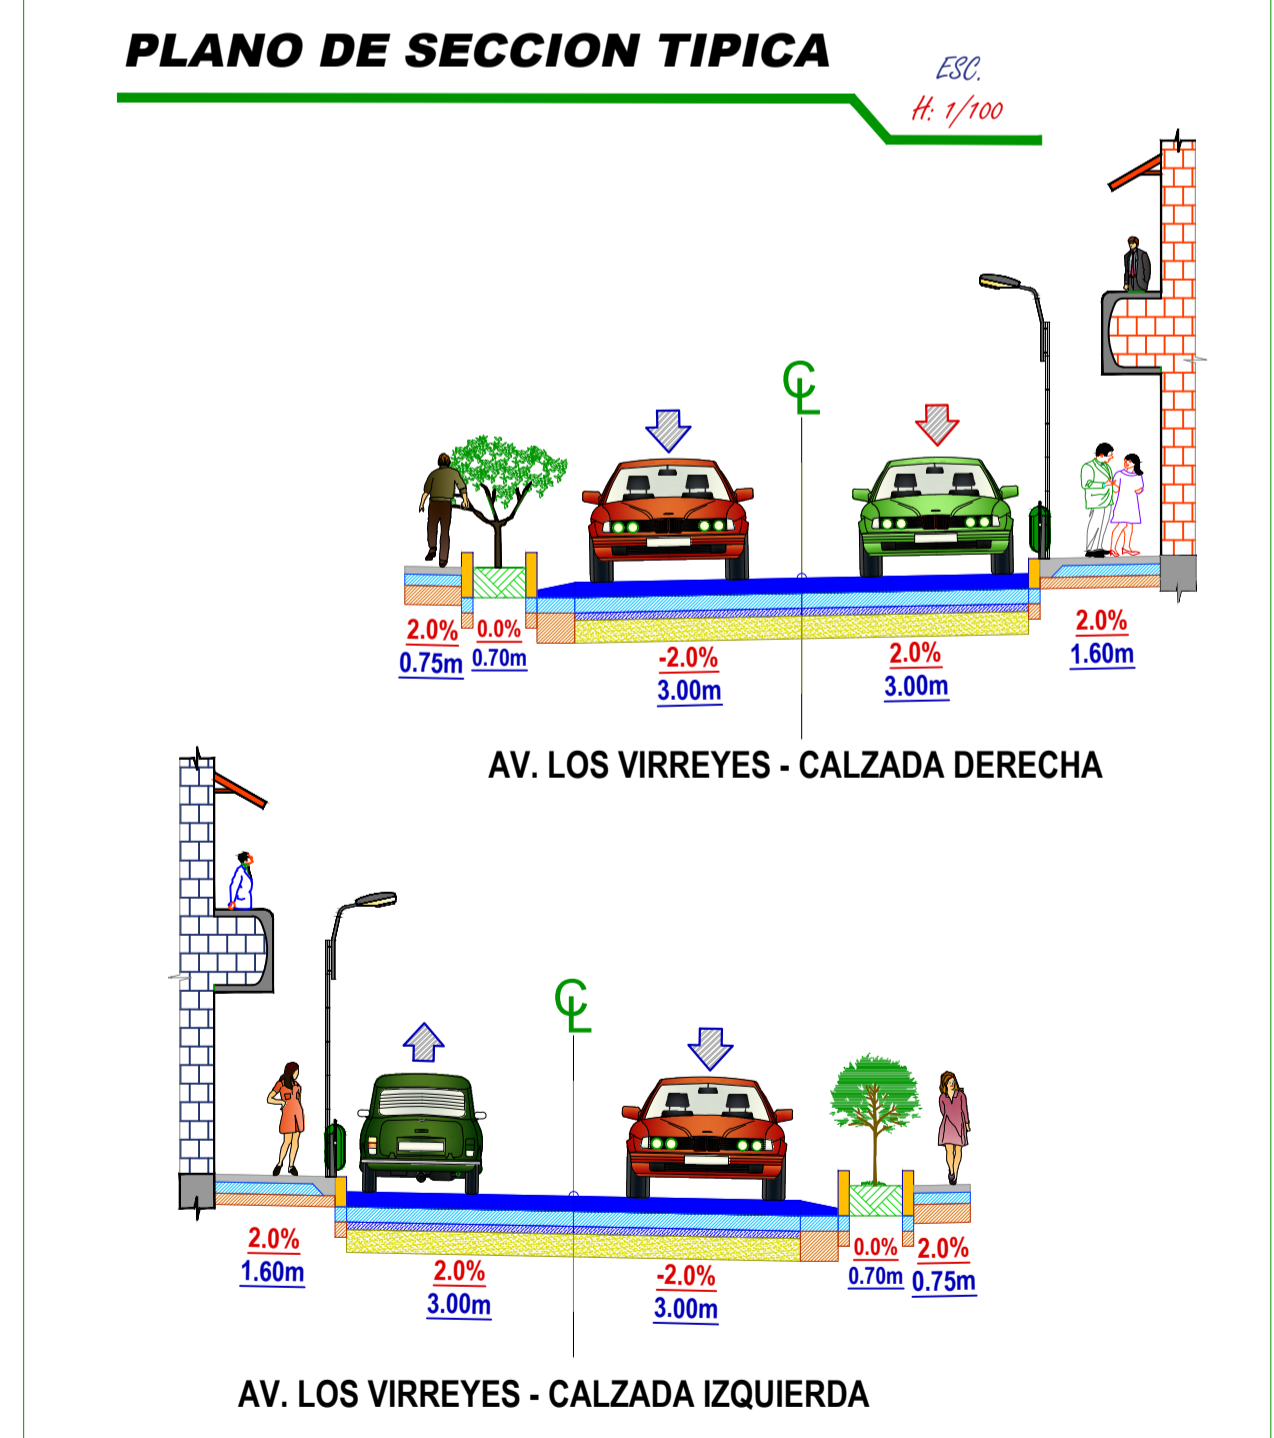 PLANO DE SECCION TIPICA
ESC.
H: 1/100
CL
2.0%
0.75m
0.0%
0.70m
-2.0%
3.00m
2.0%
3.00m
2.0%
1.60m
AV. LOS VIRREYES - CALZADA DERECHA
CL
2.0%
1.60m
2.0%
3.00m
-2.0%
3.00m
0.0%
0.70m
2.0%
0.75m
AV. LOS VIRREYES - CALZADA IZQUIERDA